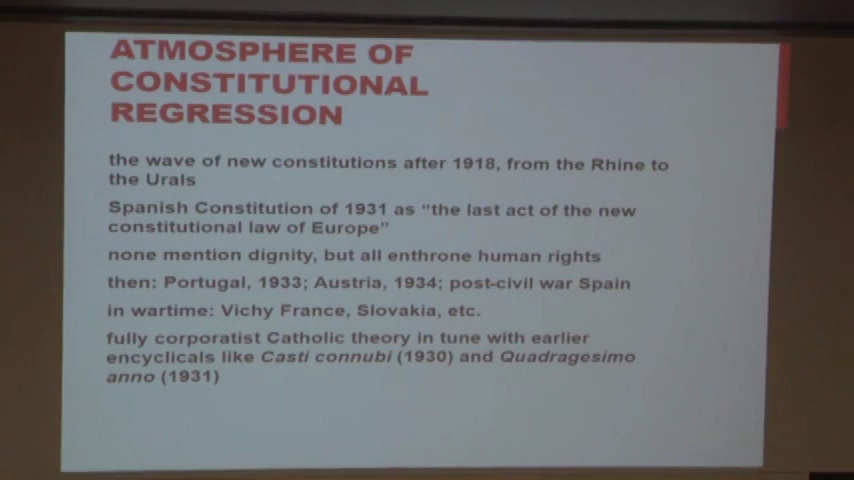 ATMOSPHERE OF
CONSTITUTIONAL
REGRESSION
the wave of new constitutions after 1918, from the Rhine to
the Urals
Spanish Constitution of 1931 as “the last act of the new
constitutional law of Europe”
none mention dignity, but all enthrone human rights
then: Portugal, 1933; Austria, 1934; post-civil war Spain
in wartime: Vichy France, Slovakia, etc.
fully corporatist Catholic theory in tune with earlier
encyclicals like Casti connubi (1930) and Quadragesimo
anno (1931)